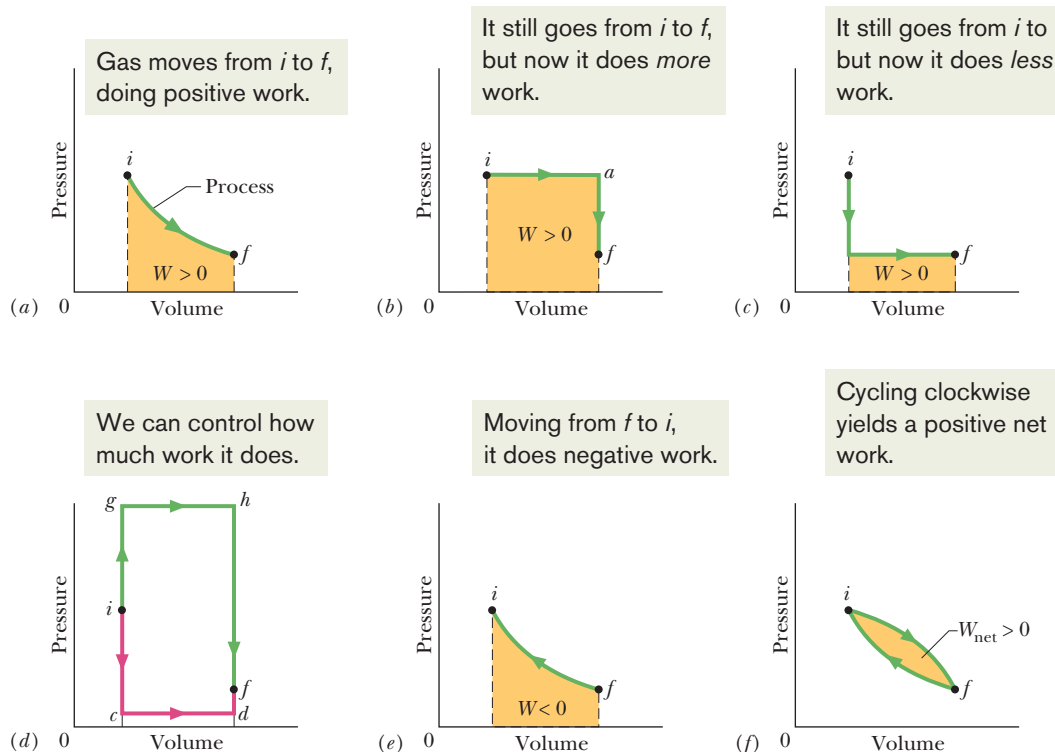 Gas moves from i to f,
doing positive work.
Pressure
i
Process
W > 0
f
(a)
0
Volume
It still goes from i to f,
but now it does more
work.
Pressure
i
a
W > 0
f
(b)
0
Volume
It still goes from i to
but now it does less
work.
Pressure
i
W > 0
f
(c)
0
Volume
We can control how
much work it does.
Pressure
g
h
i
f
c
d
(d)
0
Volume
Moving from f to i,
it does negative work.
Pressure
i
f
W< 0
(e)
0
Volume
Cycling clockwise
yields a positive net
work.
Pressure
i
Wnet > 0
f
(f)
0
Volume